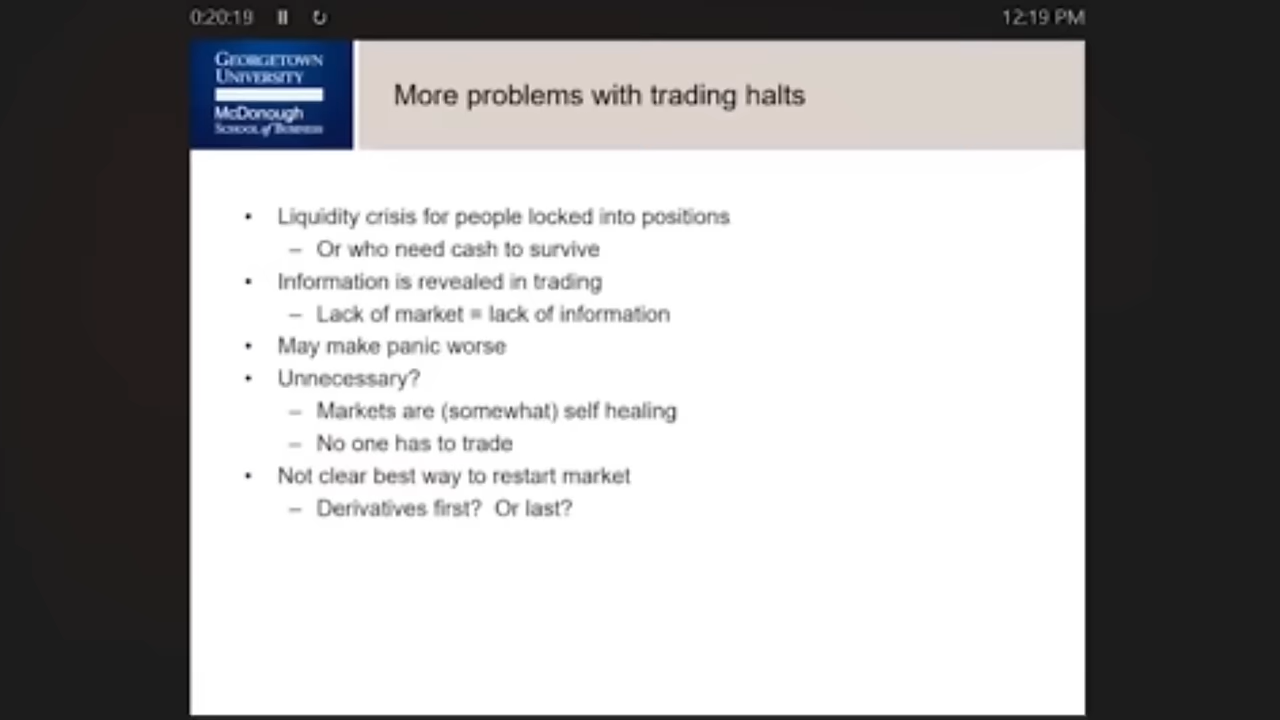 0:20:19
12:19 PM
GEORGETOWN
UNIVERSITY
McDonough
SCHOOL of BUSINESS
More problems with trading halts
• Liquidity crisis for people locked into positions
– Or who need cash to survive
• Information is revealed in trading
– Lack of market = lack of information
• May make panic worse
• Unnecessary?
– Markets are (somewhat) self healing
– No one has to trade
• Not clear best way to restart market
– Derivatives first? Or last?